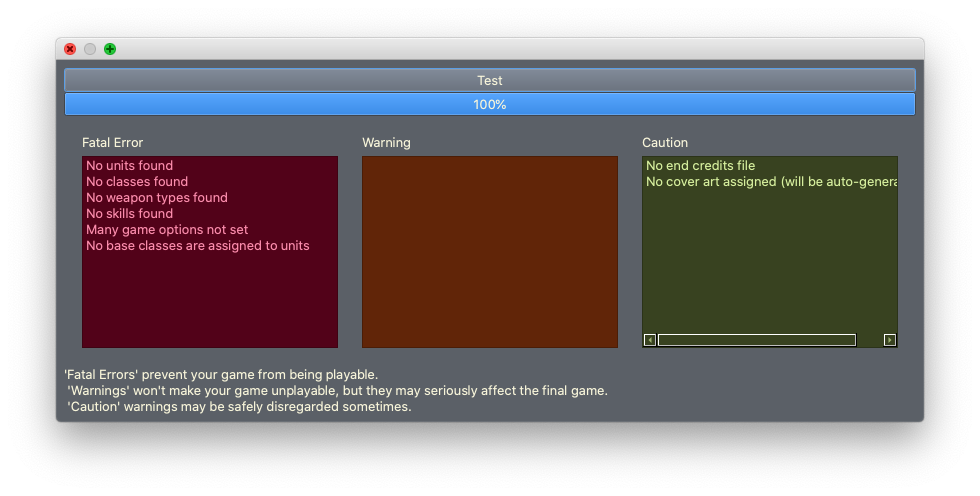 Test
100%
Fatal Error
No units found
No classes found
No weapon types found
No skills found
Many game options not set
No base classes are assigned to units
Warning
Caution
No end credits file
No cover art assigned (will be auto-genera
'Fatal Errors' prevent your game from being playable.
'Warnings' won't make your game unplayable, but they may seriously affect the final game.
'Caution' warnings may be safely disregarded sometimes.